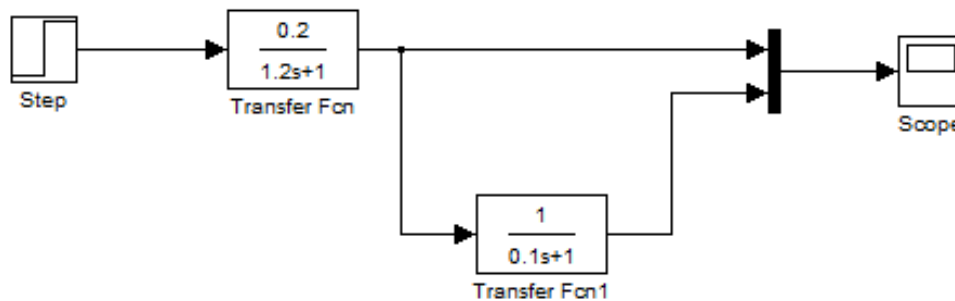 0.2
1.2s+1
Step
Transfer Fcn
Scope
1
0.1s+1
Transfer Fcn1